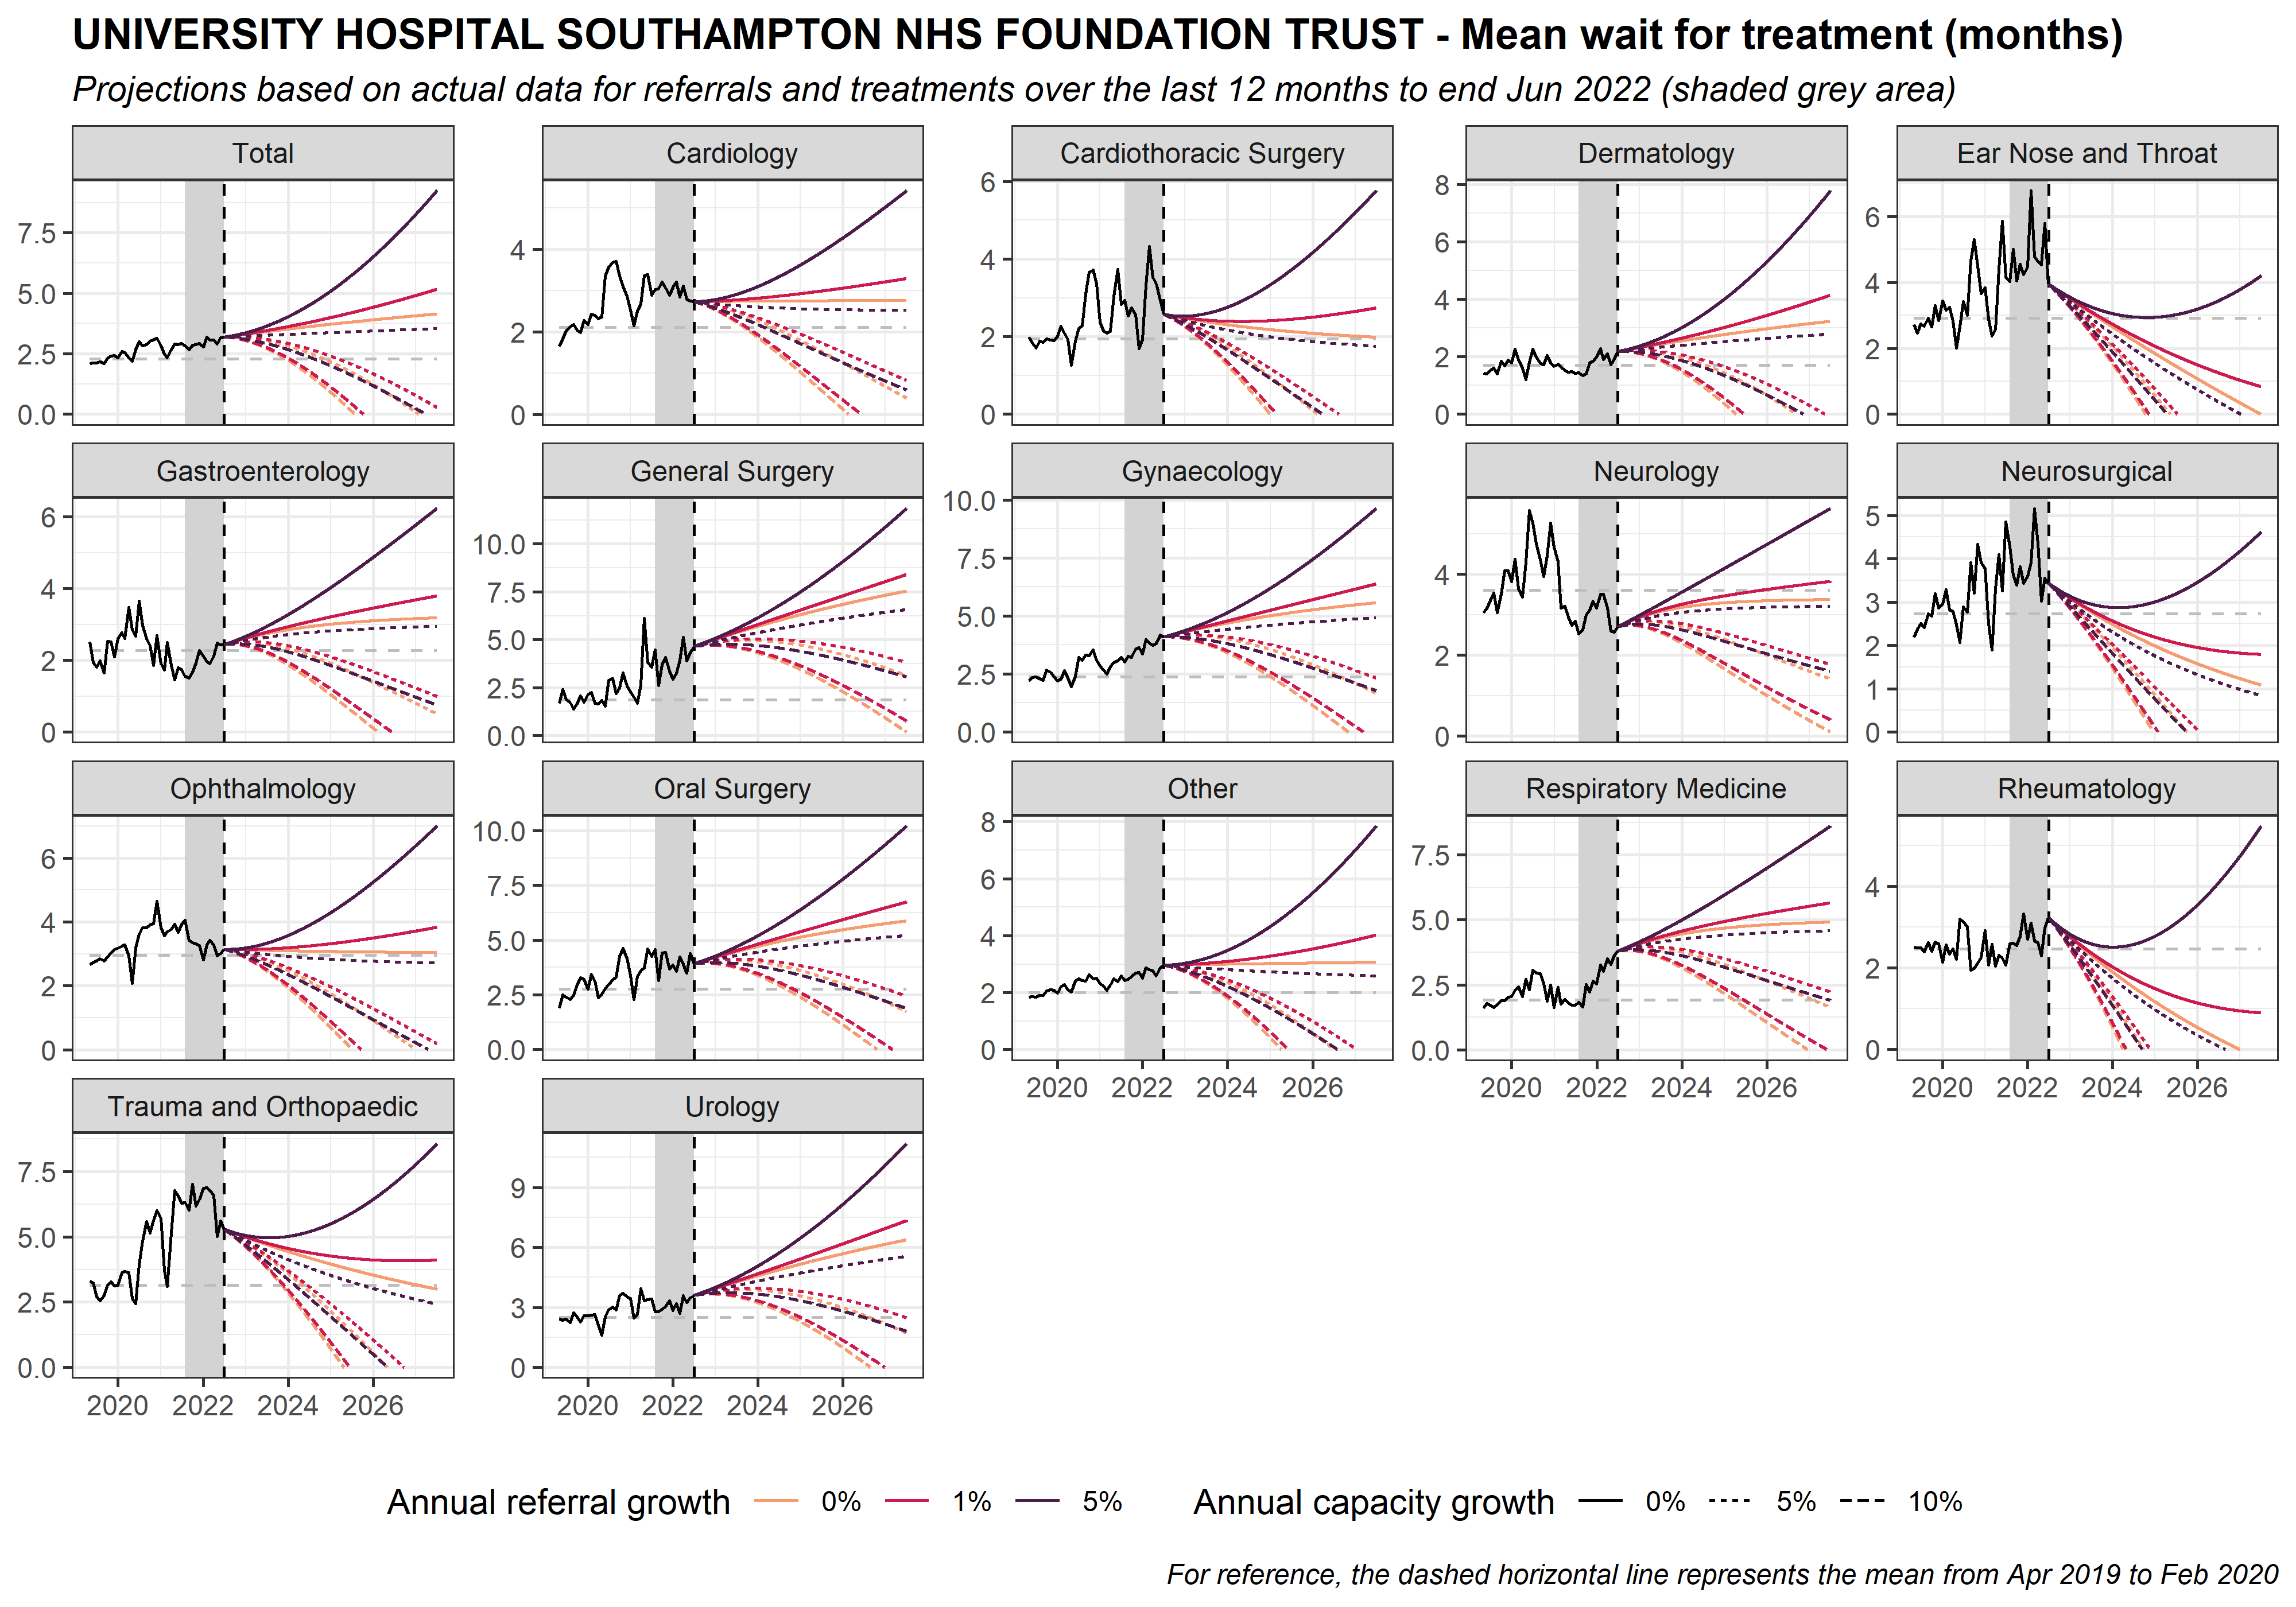 UNIVERSITY HOSPITAL SOUTHAMPTON NHS FOUNDATION TRUST - Mean wait for treatment (months)
Projections based on actual data for referrals and treatments over the last 12 months to end Jun 2022 (shaded grey area)
Total Cardiology Cardiothoracic Surgery Dermatology Ear Nose and Throat
7.5 5.0 2.5 0.0
4 2 0
6 4 2 0
8 6 4 2 0
6 4 2 0
Gastroenterology General Surgery Gynaecology Neurology Neurosurgical
6 4 2 0
10.0 7.5 5.0 2.5 0.0
10.0 7.5 5.0 2.5 0.0
4 2 0
5 4 3 2 1 0
Ophthalmology Oral Surgery Other Respiratory Medicine Rheumatology
6 4 2 0
10.0 7.5 5.0 2.5 0.0
8 6 4 2 0
7.5 5.0 2.5 0.0
4 2 0
2020 2022 2024 2026 2020 2022 2024 2026 2020 2022 2024 2026
Trauma and Orthopaedic Urology
7.5 5.0 2.5 0.0
9 6 3 0
2020 2022 2024 2026 2020 2022 2024 2026
Annual referral growth 0% 1% 5% Annual capacity growth 0% 5% 10%
For reference, the dashed horizontal line represents the mean from Apr 2019 to Feb 2020